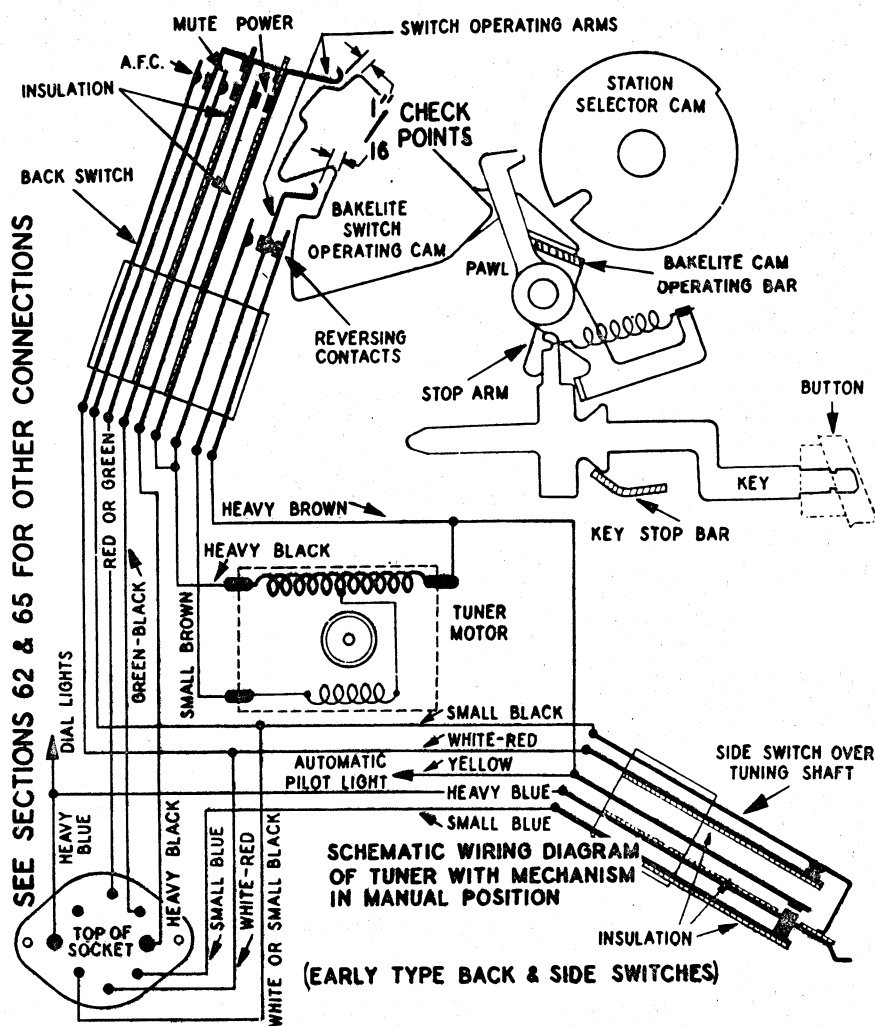 SEE SECTIONS 62 & 65 FOR OTHER CONNECTIONS
MUTE POWER
SWITCH OPERATING ARMS
A.F.C.
INSULATION
1
CHECK
POINTS
16
STATION
SELECTOR CAM
BACK SWITCH
BAKELITE
SWITCH
OPERATING CAM
PAWL
BAKELITE CAM
OPERATING BAR
REVERSING
CONTACTS
STOP ARM
BUTTON
KEY
KEY STOP BAR
RED OR GREEN
HEAVY BROWN
HEAVY BLACK
GREEN-BLACK
SMALL BROWN
TUNER
MOTOR
DIAL LIGHTS
SMALL BLACK
WHITE-RED
AUTOMATIC
PILOT LIGHT
YELLOW
HEAVY BLUE
SMALL BLUE
SIDE SWITCH OVER
TUNING SHAFT
HEAVY
BLUE
HEAVY BLACK
SMALL BLUE
WHITE-RED
WHITE OR SMALL BLACK
SCHEMATIC WIRING DIAGRAM
OF TUNER WITH MECHANISM
IN MANUAL POSITION
TOP OF
SOCKET
INSULATION
(EARLY TYPE BACK & SIDE SWITCHES)